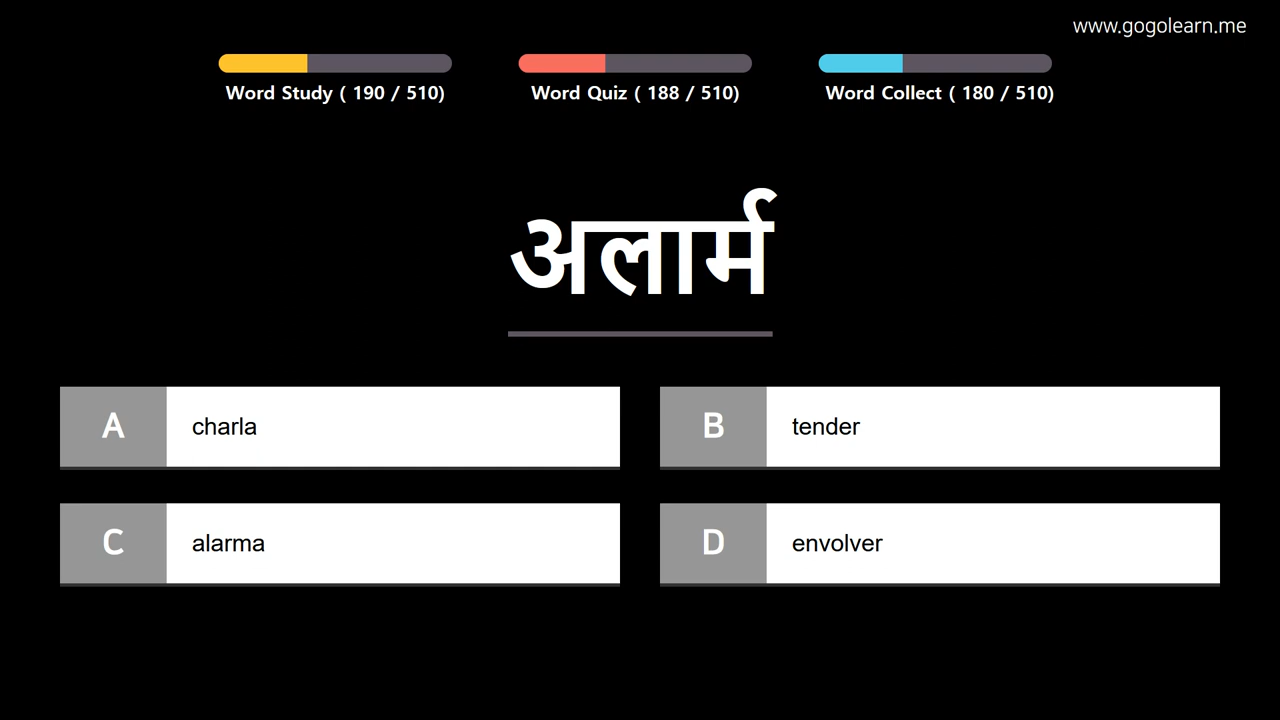 www.gogolearn.me
Word Study ( 190 / 510)
Word Quiz ( 188 / 510)
Word Collect ( 180 / 510)
अलार्म
A charla
B tender
C alarma
D envolver